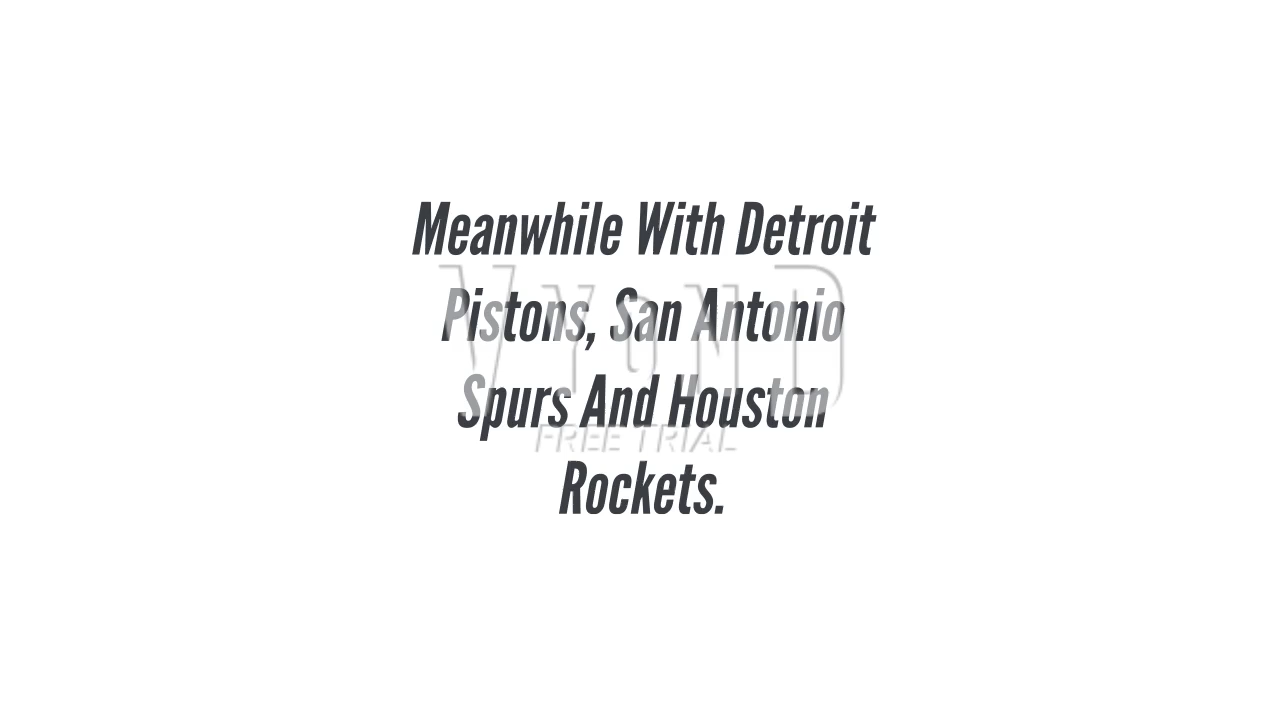 Meanwhile With Detroit
Pistons, San Antonio
Spurs And Houston
Rockets.
VYOND
FREE TRIAL